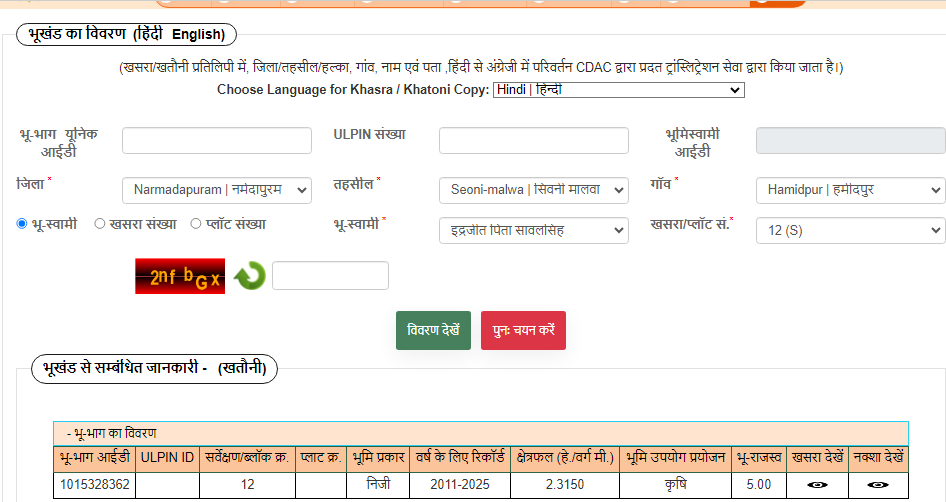 भूखंड का विवरण (हिंदी English)
(खसरा/खतौनी प्रतिलिपी में, जिला/तहसील/हल्का, गांव, नाम एवं पता ,हिंदी से अंग्रेजी में परिवर्तन CDAC द्वारा प्रदत ट्रांस्लिट्रेशन सेवा द्वारा किया जाता है।)
Choose Language for Khasra / Khatoni Copy: Hindi | हिन्दी
भू-भाग यूनिक आईडी
ULPIN संख्या
भूमिस्वामी आईडी
जिला * Narmadapuram | नर्मदापुरम तहसील * Seoni-malwa | सिवनी मालवा गाँव * Hamidpur | हमीदपुर
भू-स्वामी खसरा संख्या प्लॉट संख्या भू-स्वामी * इद्रजीत पिता सावलसिह खसरा/प्लॉट सं.* 12 (S)
2nf bGx
विवरण देखें पुनः चयन करें
भूखंड से सम्बंधित जानकारी - (खतौनी)
- भू-भाग का विवरण
भू-भाग आईडी ULPIN ID सर्वेक्षण/ब्लॉक क्र. प्लाट क्र. भूमि प्रकार वर्ष के लिए रिकॉर्ड क्षेत्रफल (हे./वर्ग मी.) भूमि उपयोग प्रयोजन भू-राजस्व खसरा देखें नक्शा देखें
1015328362 12 निजी 2011-2025 2.3150 कृषि 5.00